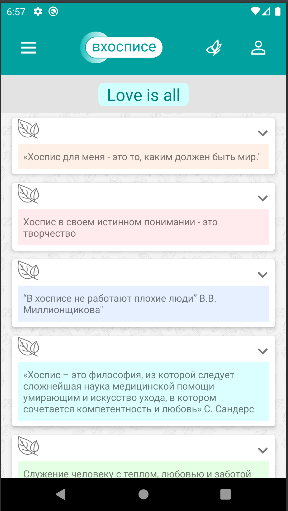 6:57
вхосписе
Love is all
«Хоспис для меня - это то, каким должен быть мир."
Хоспис в своем истинном понимании - это
творчество
"В хосписе не работают плохие люди" В.В.
Миллионщикова"
«Хоспис – это философия, из которой следует
сложнейшая наука медицинской помощи
умирающим и искусство ухода, в котором
сочетается компетентность и любовь» С. Сандерс
Служение человеку с теплом, любовью и заботой